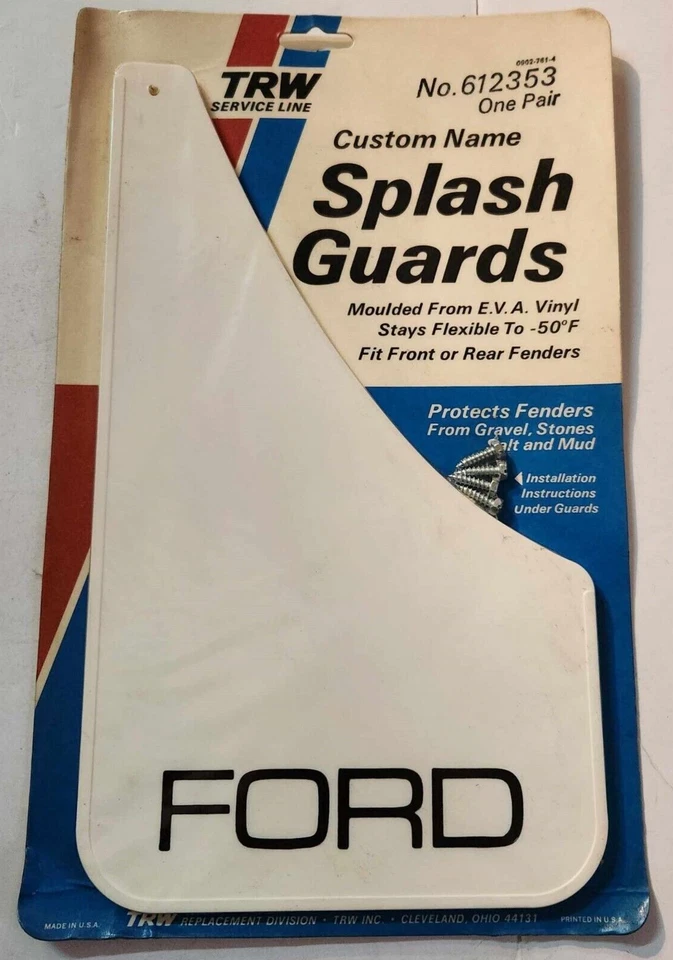 TRW
SERVICE LINE
0002-761-4
No. 612353
One Pair
Custom Name
Splash
Guards
Moulded From E.V.A. Vinyl
Stays Flexible To -50°F
Fit Front or Rear Fenders
Protects Fenders
From Gravel, Stones
alt and Mud
Installation
Instructions
Under Guards
FORD
MADE IN U.S.A.
TRW REPLACEMENT DIVISION • TRW INC. • CLEVELAND, OHIO 44131
PRINTED IN U.S.A.